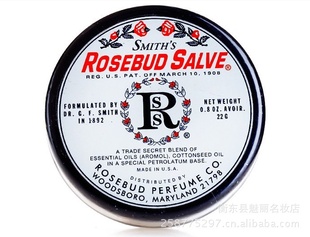 SMITH'S
ROSEBUD SALVE®
REG. U.S. PAT. OFF MARCH 10, 1908
FORMULATED BY
DR. G. F. SMITH
IN 1892
RSS
NET WEIGHT
0.8 OZ. AVOIR.
22G
A TRADE SECRET BLEND OF
ESSENTIAL OILS (AROMOL), COTTONSEED OIL
IN A SPECIAL PETROLATUM BASE.
MADE IN U.S.A.
DISTRIBUTED BY
ROSEBUD PERFUME CO.
WOODSBORO, MARYLAND 21798